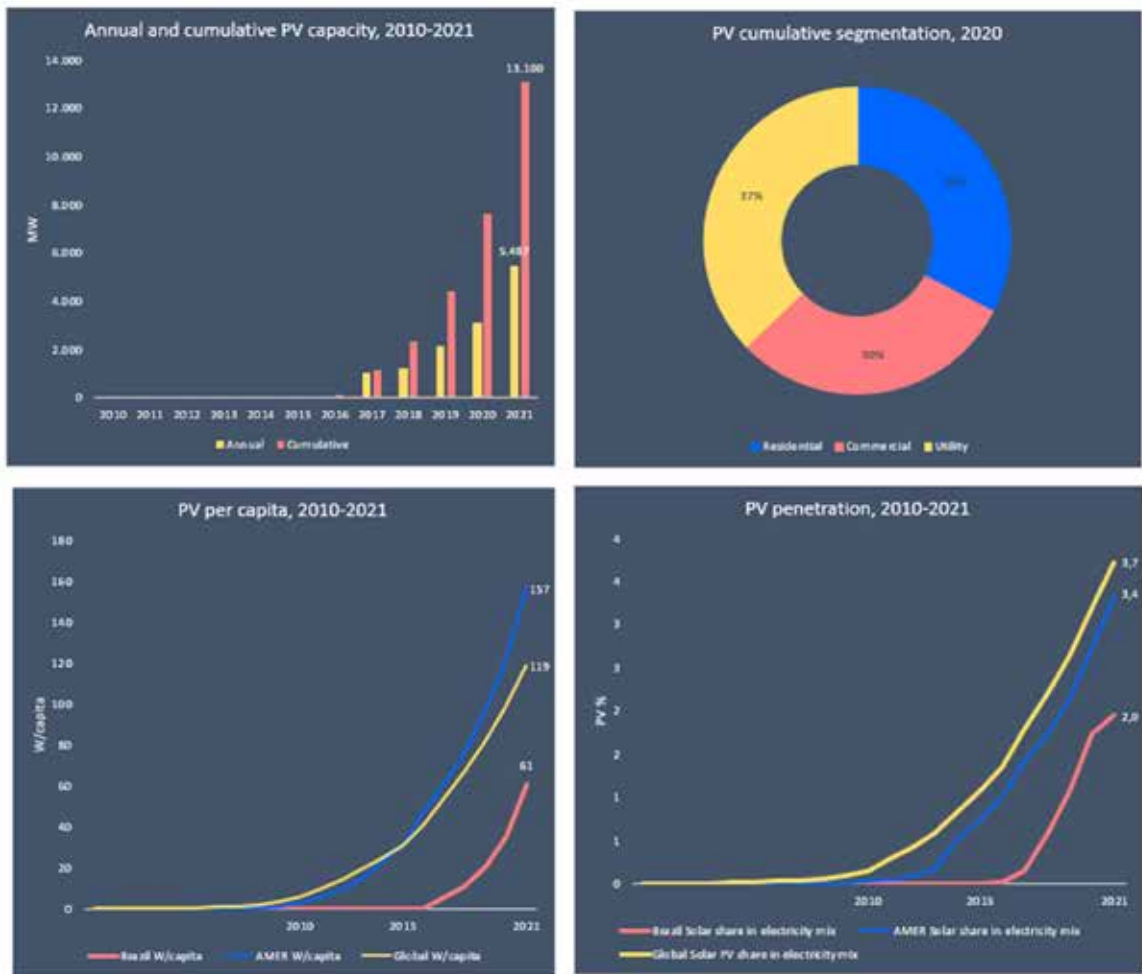 Annual and cumulative PV capacity, 2010-2021
14.000
13.100
12.000
10.000
8.000
MW
6.000
4.000
2.000
0
2010 2011 2012 2013 2014 2015 2016 2017 2018 2019 2020 2021
Annual Cumulative
PV cumulative segmentation, 2020
37%
30%
Residential Commercial Utility
PV per capita, 2010-2021
180
160
157
140
120
119
100
W/capita
80
61
60
40
20
0
2010 2015 2021
Brazil W/capita AMER W/capita Global W/capita
PV penetration, 2010-2021
4
4
3,7
3,4
3
3
PV %
2
2,0
2
1
1
0
2010 2015 2021
Brazil Solar share in electricity mix AMER Solar share in electricity mix
Global Solar PV share in electricity mix